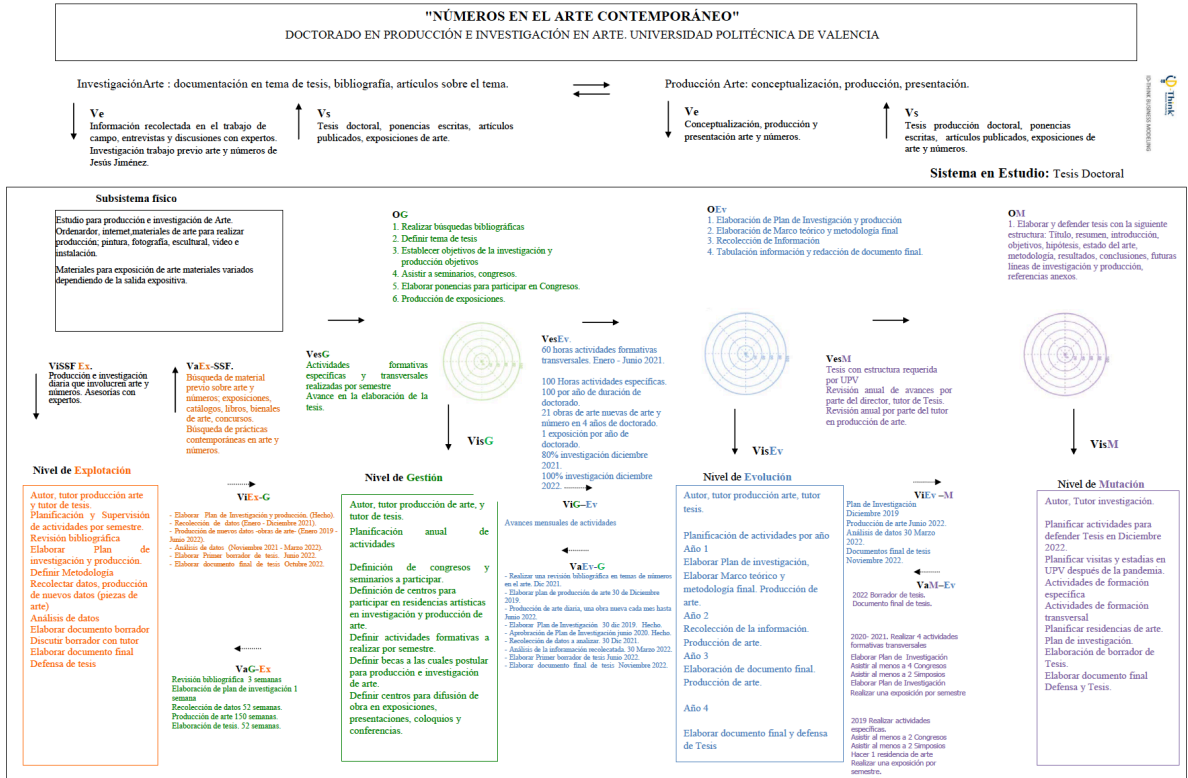 "NÚMEROS EN EL ARTE CONTEMPORÁNEO"
DOCTORADO EN PRODUCCIÓN E INVESTIGACIÓN EN ARTE. UNIVERSIDAD POLITÉCNICA DE VALENCIA
InvestigaciónArte : documentación en tema de tesis, bibliografía, artículos sobre el tema.
Producción Arte: conceptualización, producción, presentación.
Ve
Información recolectada en el trabajo de
campo, entrevistas y discusiones con expertos.
Investigación trabajo previo arte y números de
Jesús Jiménez.
Vs
Tesis doctoral, ponencias escritas, artículos
publicados, exposiciones de arte.
Ve
Conceptualización, producción y
presentación arte y números.
Vs
Tesis producción doctoral, ponencias
escritas, artículos publicados, exposiciones de
arte y números.
Think
ID-THINK BUSINESS MODELING
Sistema en Estudio: Tesis Doctoral
Subsistema físico
Estudio para producción e investigación de Arte.
Ordenardor, internet,materiales de arte para realizar
producción; pintura, fotografía, escultural, video e
instalación.
Materiales para exposición de arte materiales variados
dependiendo de la salida expositiva.
OG
1. Realizar búsquedas bibliográficas
2. Definir tema de tesis
3. Establecer objetivos de la investigación y
producción objetivos
4. Asistir a seminarios, congresos.
5. Elaborar ponencias para participar en Congresos.
6. Producción de exposiciones.
OEv
1. Elaboración de Plan de Investigación y producción
2. Elaboración de Marco teórico y metodología final
3. Recolección de Información
4. Tabulación información y redacción de documento final.
OM
1. Elaborar y defender tesis con la siguiente
estructura: Título, resumen, introducción,
objetivos, hipótesis, estado del arte,
metodología, resultados, conclusiones, futuras
líneas de investigación y producción,
referencias anexos.
ViSSF Ex.
Producción e investigación
diaria que involucren arte y
números. Asesorías con
expertos.
VaEx-SSF.
Búsqueda de material
previo sobre arte y
números; exposiciones,
catálogos, libros, bienales
de arte, concursos.
Búsqueda de prácticas
contemporáneas en arte y
números.
VesG
Actividades formativas
específicas y transversales
realizadas por semestre
Avance en la elaboración de la
tesis.
VisG
VesEv.
60 horas actividades formativas
transversales. Enero - Junio 2021.
100 Horas actividades específicas.
100 por año de duración de
doctorado.
21 obras de arte nuevas de arte y
número en 4 años de doctorado.
1 exposición por año de
doctorado.
80% investigación diciembre
2021.
100% investigación diciembre
2022.
VisEv
VesM
Tesis con estructura requerida
por UPV
Revisión anual de avances por
parte del director, tutor de Tesis.
Revisión anual por parte del tutor
en producción de arte.
VisM
Nivel de Explotación
Autor, tutor producción arte
y tutor de tesis.
Planificación y Supervisión
de actividades por semestre.
Revisión bibliográfica
Elaborar Plan de
investigación y producción.
Definir Metodología
Recolectar datos, producción
de nuevos datos (piezas de
arte)
Análisis de datos
Elaborar documento borrador
Discutir borrador con tutor
Elaborar documento final
Defensa de tesis
ViEx-G
- Elaborar Plan de Investigación y producción. (Hecho).
- Recolección de datos (Enero - Diciembre 2021).
- Producción de nuevos datos -obras de arte- (Enero 2019 -
Junio 2022).
- Análisis de datos (Noviembre 2021 - Marzo 2022).
- Elaborar Primer borrador de tesis. Junio 2022.
- Elaborar documento final de tesis Octubre 2022.
VaG-Ex
Revisión bibliográfica 3 semanas
Elaboración de plan de investigación 1
semana
Recolección de datos 52 semanas.
Producción de arte 150 semanas.
Elaboración de tesis. 52 semanas.
Nivel de Gestión
Autor, tutor producción de arte, y
tutor de tesis.
Planificación anual de
actividades
Definición de congresos y
seminarios a participar.
Definición de centros para
participar en residencias artísticas
en investigación y producción de
arte.
Definir actividades formativas a
realizar por semestre.
Definir becas a las cuales postular
para producción e investigación
de arte.
Definir centros para difusión de
obra en exposiciones,
presentaciones, coloquios y
conferencias.
ViG–Ev
Avances mensuales de actividades
VaEv-G
- Realizar una revisión bibliográfica en temas de números
en el arte. Dic 2021.
- Elaborar plan de producción de arte 30 de Diciembre
2019.
- Producción de arte diaria, una obra nueva cada mes hasta
Junio 2022.
- Elaborar Plan de Investigación 30 dic 2019. Hecho.
- Aprobación de Plan de Investigación junio 2020. Hecho.
- Recolección de datos a analizar. 30 Dic 2021.
- Análisis de la inforamación recolecatada. 30 Marzo 2022.
- Elaborar Primer borrador de tesis Junio 2022.
- Elaborar documento final de tesis Noviembre 2022.
Nivel de Evolución
Autor, tutor producción arte, tutor
tesis.
Planificación de actividades por año
Año 1
Elaborar Plan de investigación,
Elaborar Marco teórico y
metodología final. Producción de
arte.
Año 2
Recolección de la información.
Producción de arte.
Año 3
Elaboración de documento final.
Producción de arte.
Año 4
Elaborar documento final y defensa
de Tesis
ViEv –M
Plan de Investigación
Diciembre 2019
Producción de arte Junio 2022.
Análisis de datos 30 Marzo
2022.
Documentos final de tesis
Noviembre 2022.
VaM–Ev
2022 Borrador de tesis.
Documento final de tesis.
2020- 2021. Realizar 4 actividades
formativas transversales
Elaborar Plan de Investigación
Asistir al menos a 4 Congresos
Asistir al menos a 2 Simposios
Elaborar Plan de Investigación
Realizar una exposición por semestre
2019 Realizar actividades
específicas.
Asistir al menos a 2 Congresos
Asistir al menos a 2 Simposios
Hacer 1 residencia de arte
Realizar una exposición por
semestre.
Nivel de Mutación
Autor, Tutor investigación.
Planificar actividades para
defender Tesis en Diciembre
2022.
Planificar visitas y estadías en
UPV después de la pandemia.
Actividades de formación
específica
Actividades de formación
transversal
Planificar residencias de arte.
Plan de investigación.
Elaboración de borrador de
Tesis.
Elaborar documento final
Defensa y Tesis.